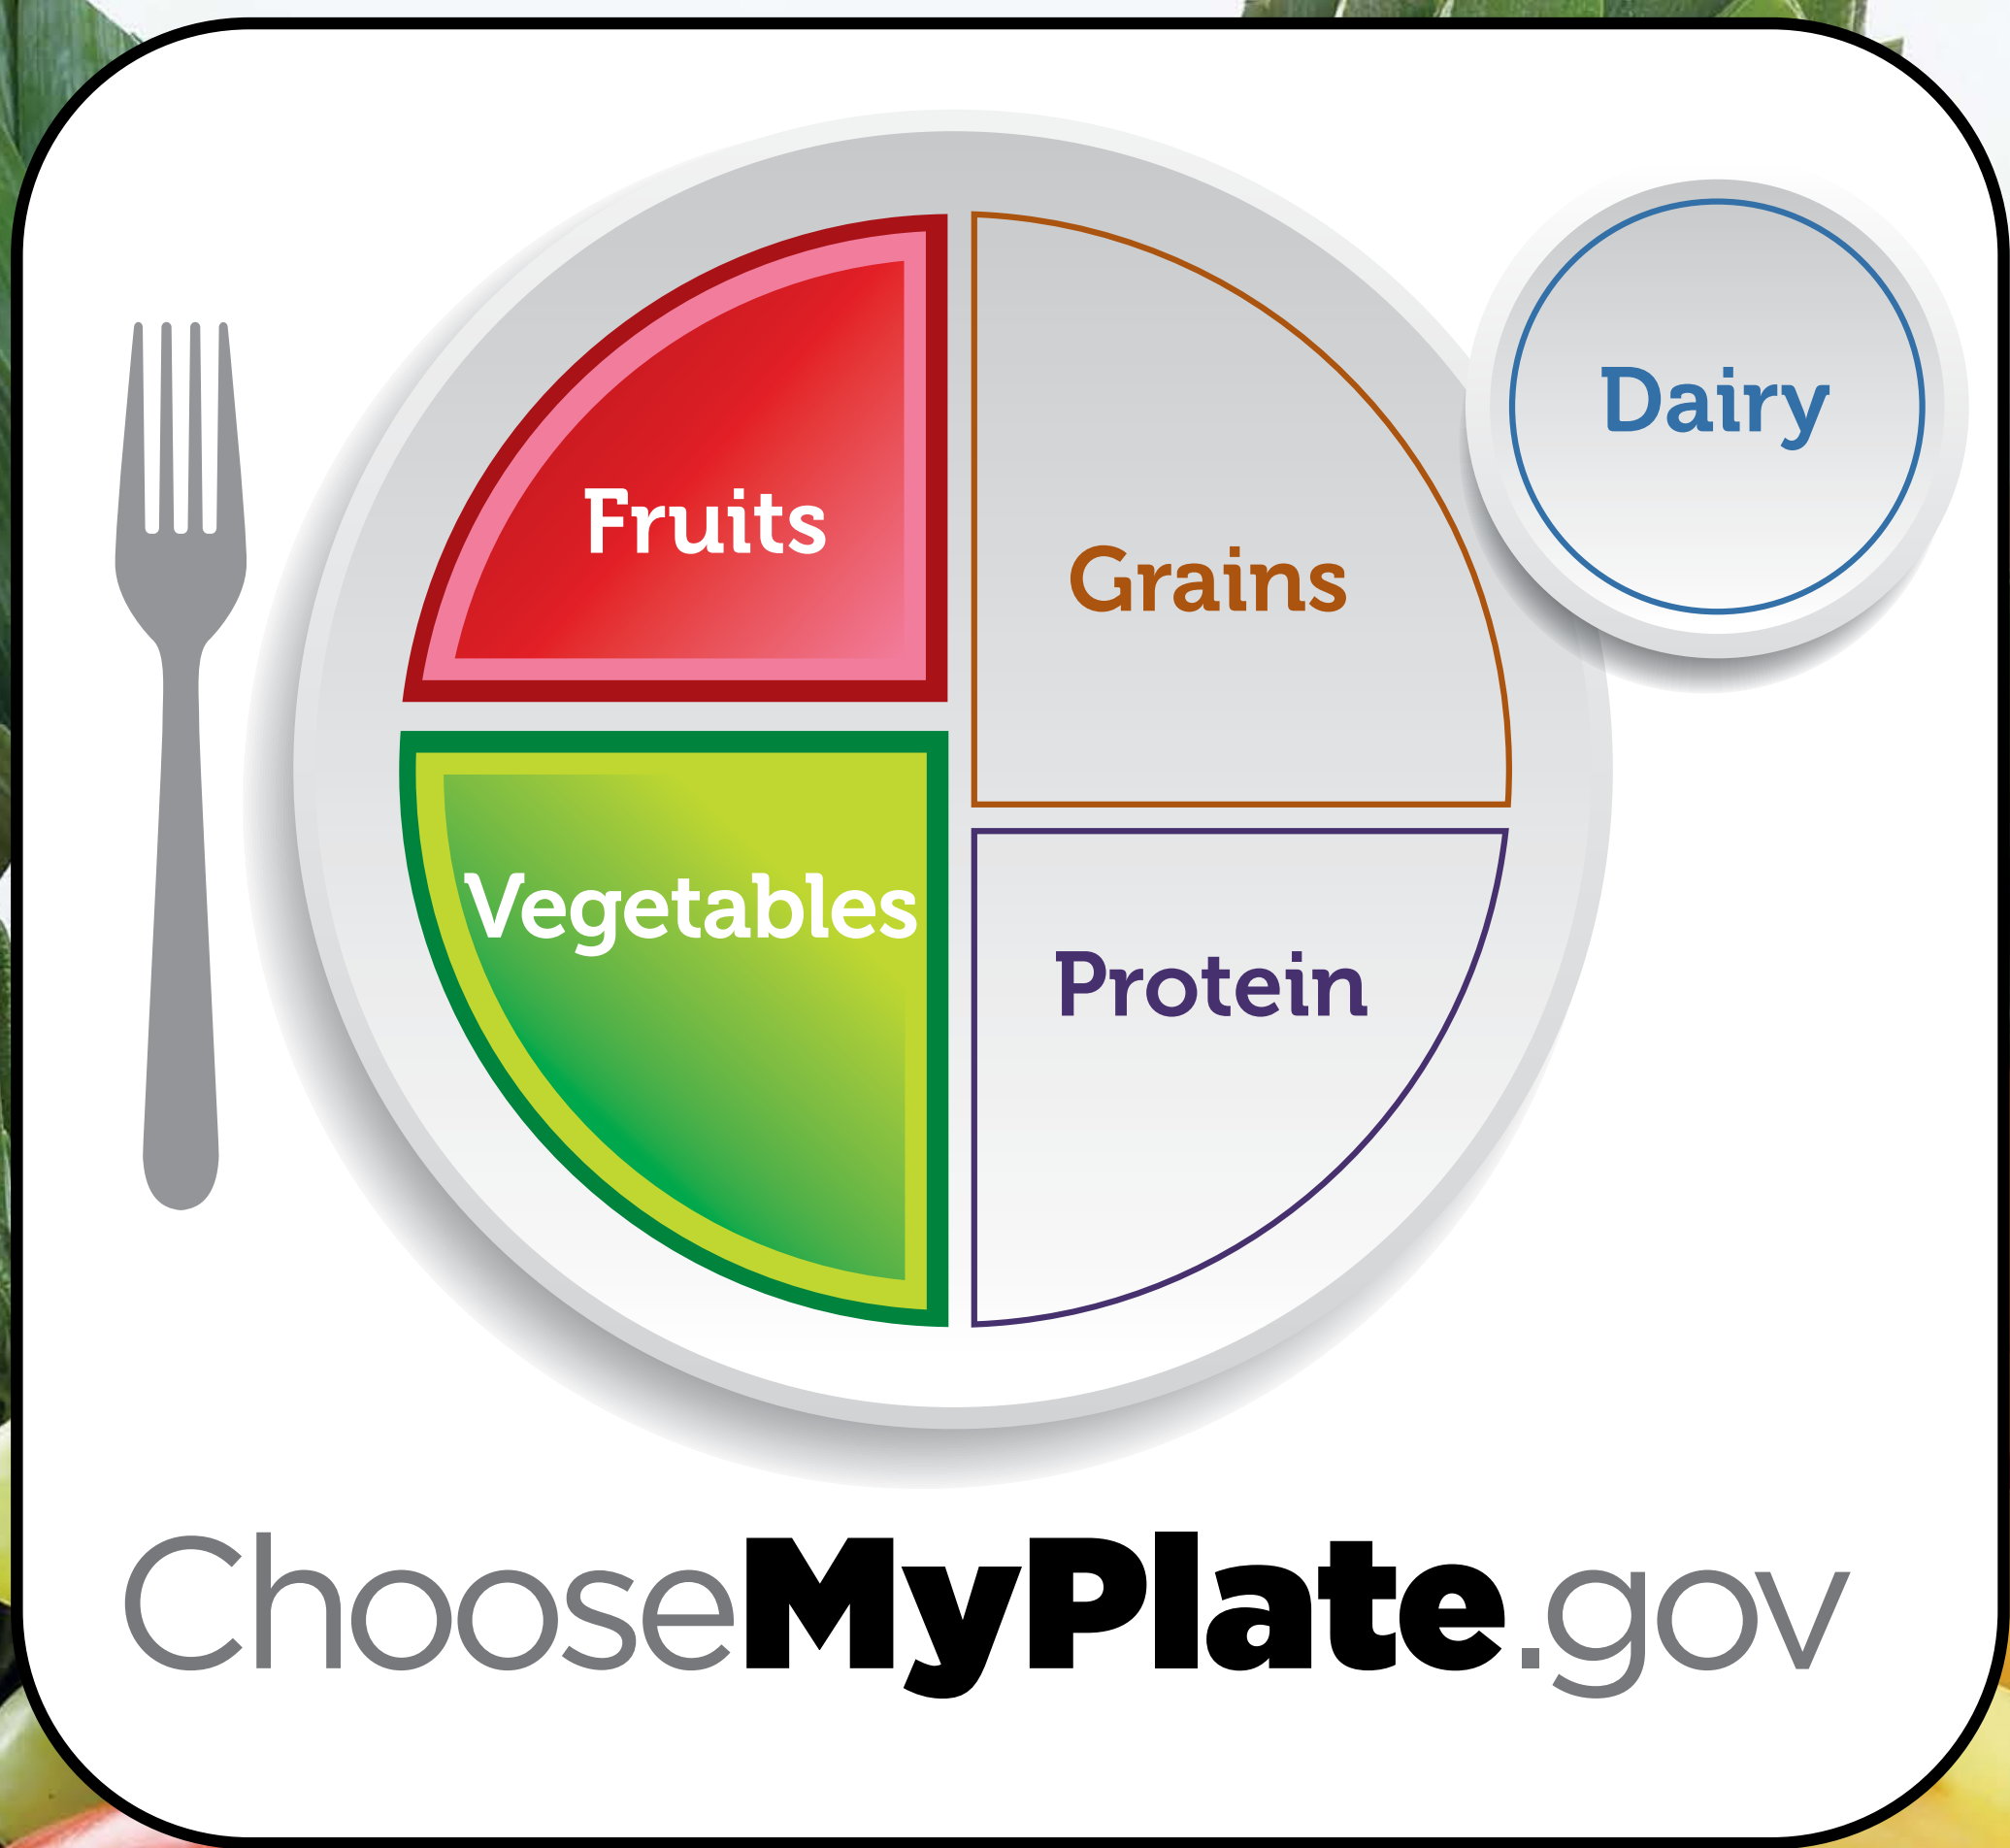 Fruits
Grains
Dairy
Vegetables
Protein
ChooseMyPlate.gov